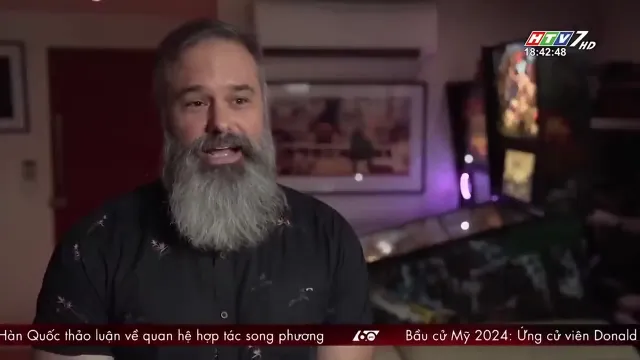 HTV7 HD
18:42:48
Hàn Quốc thảo luận về quan hệ hợp tác song phương 60 Bầu cử Mỹ 2024: Ứng cử viên Donald